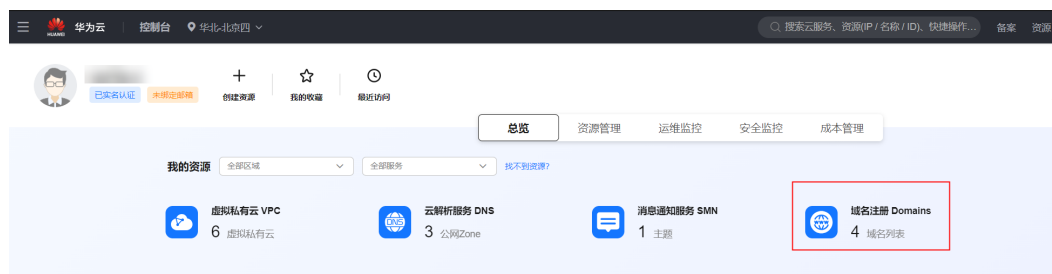 HUAWEI 华为云 控制台 华北-北京四 搜索云服务、资源(IP / 名称 / ID)、快捷操作... 备案 资源
已实名认证 未绑定邮箱 创建资源 我的收藏 最近访问
总览 资源管理 运维监控 安全监控 成本管理
我的资源 全部区域 全部服务 找不到资源?
虚拟私有云 VPC DNS 云解析服务 DNS 消息通知服务 SMN 域名注册 Domains
6 虚拟私有云 3 公网Zone 1 主题 4 域名列表